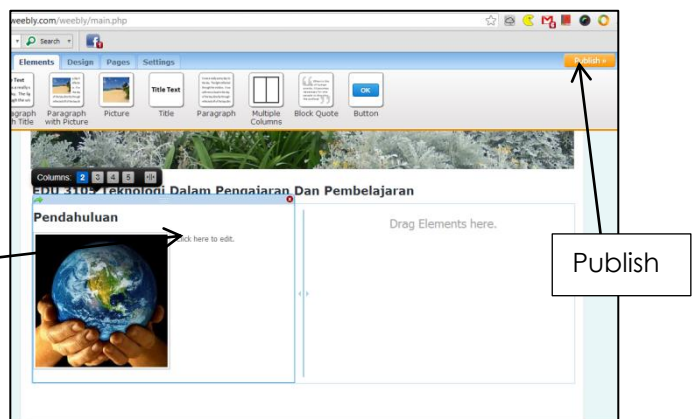 weebly.com/weebly/main.php
Search
Elements Design Pages Settings
Publish »
Text
Title Text
OK
Paragraph with Picture
Picture
Title
Paragraph
Multiple Columns
Block Quote
Button
Columns: 2 3 4 5
EDU 3105 Teknologi Dalam Pengajaran Dan Pembelajaran
Pendahuluan
Click here to edit.
Drag Elements here.
Publish